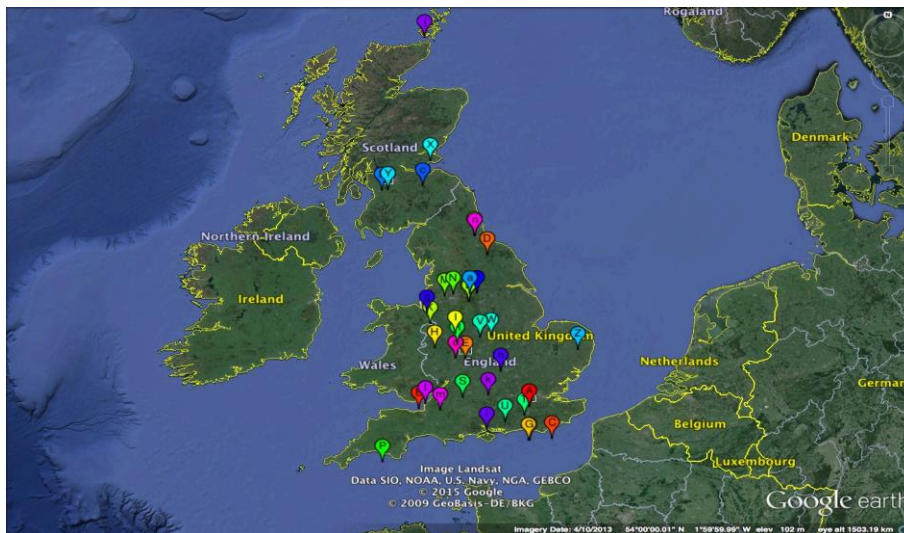 Rogaland
N
Denmark
Scotland
X
Y
Northern Ireland
Ireland
D
N
a
I
V W
H
United Kingdom
Z
E
England
Wales
Netherlands
Germa
S
A
m
U
G C
P
Belgium
Luxembourg
Image Landsat
Data SIO, NOAA, U.S. Navy, NGA, GEBCO
© 2015 Google
© 2009 GeoBasis-DE/BKG
Google earth
Imagery Date: 4/10/2013 54°00'00.01" N 1°59'59.99" W elev 102 m eye alt 1503.19 km